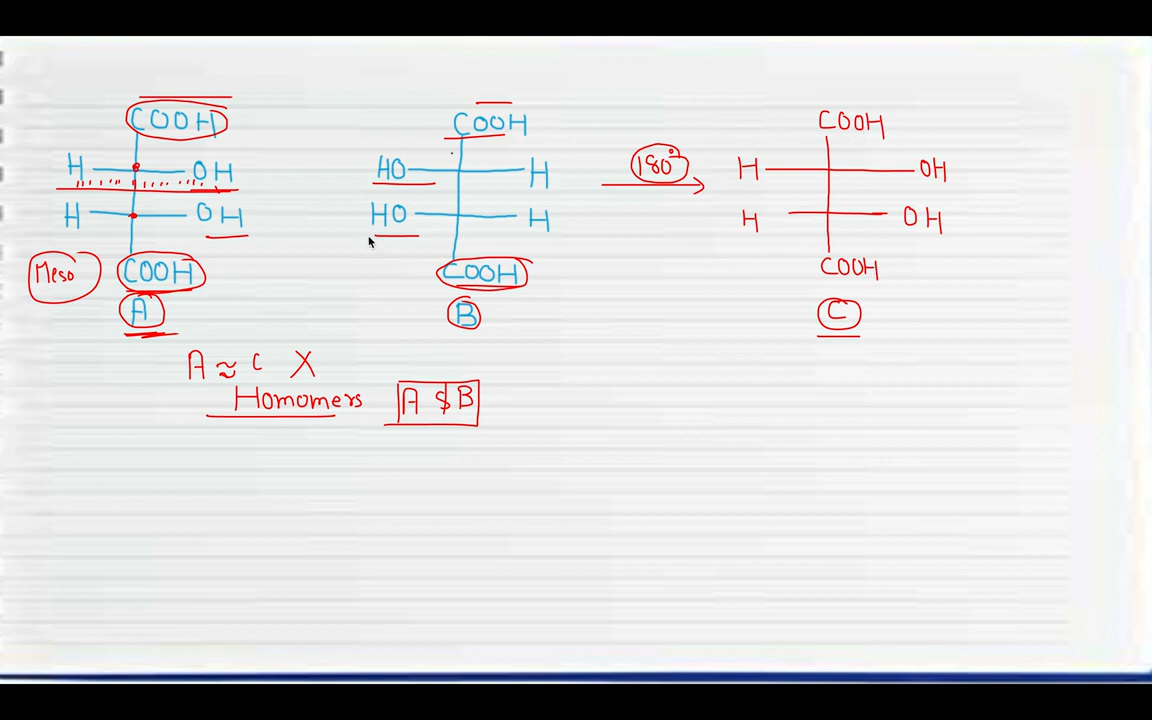 COOH COOH COOH
H OH HO H 180° H OH
H OH HO H H OH
Meso COOH COOH COOH
A B C
A ≈ C X
Homomers A $ B